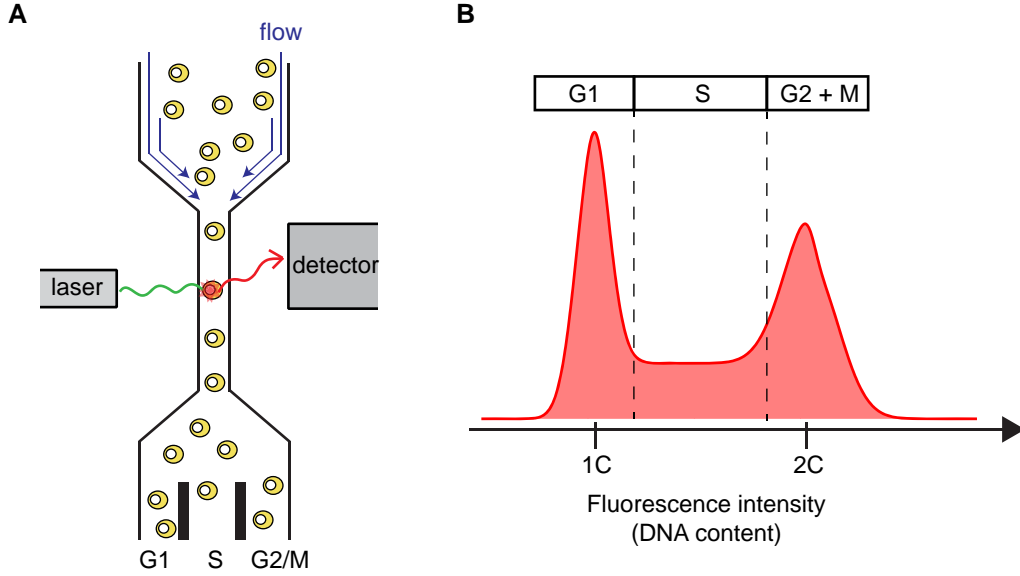 A
flow
laser
detector
G1 S G2/M
B
G1 S G2 + M
1C 2C
Fluorescence intensity
(DNA content)